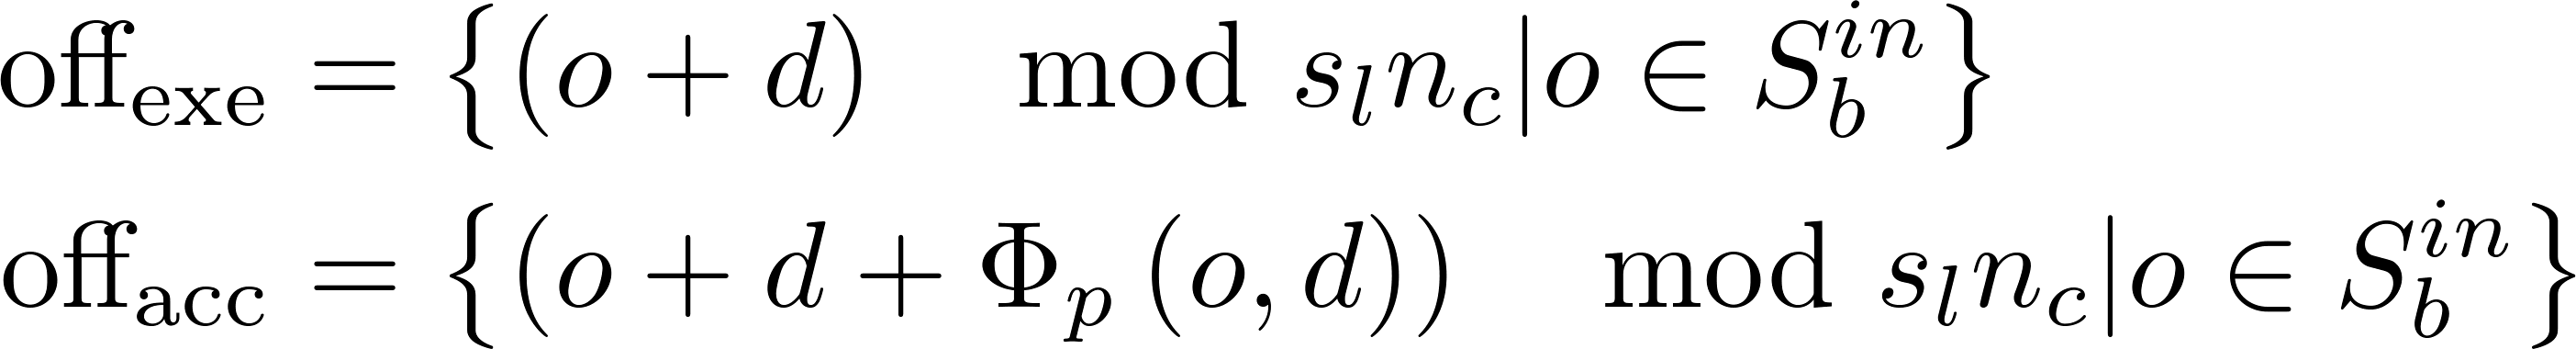 off_exe = {(o + d) mod s_l n_c | o ∈ S_b^in}
off_acc = {(o + d + Φ_p (o, d)) mod s_l n_c | o ∈ S_b^in}